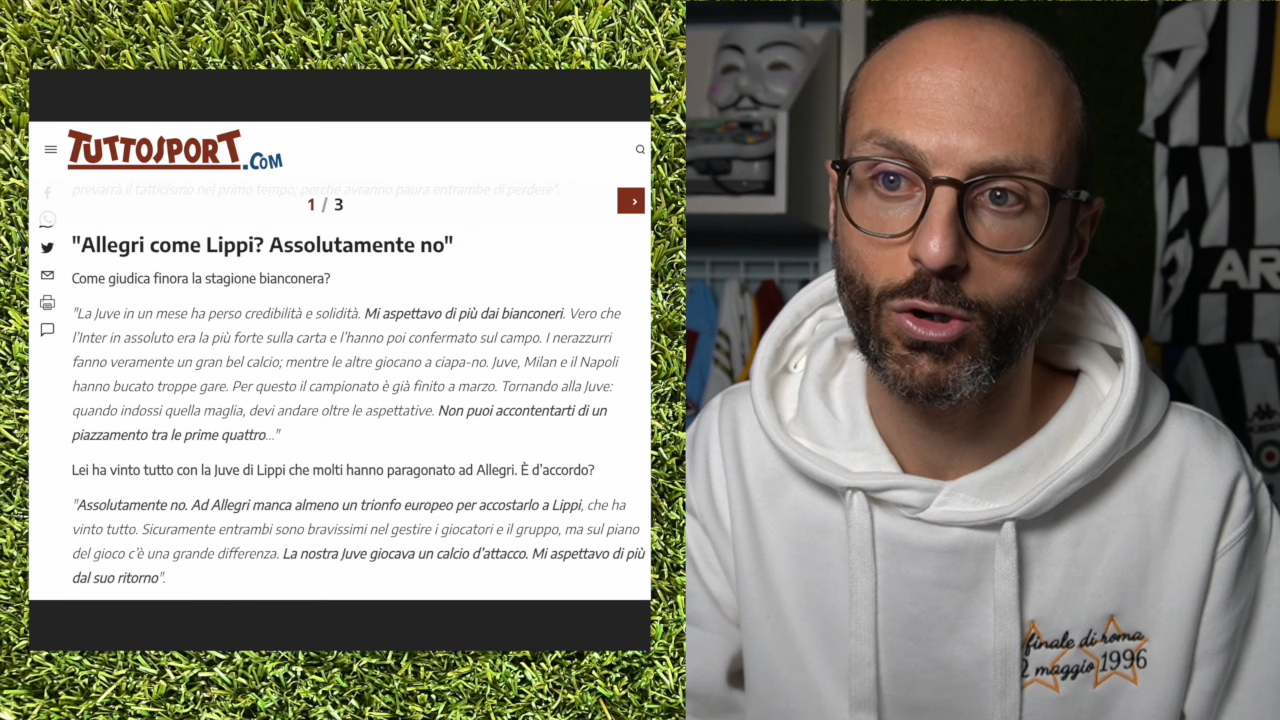 TUTTOSPORT.COM
prevarrà il tatticismo nel primo tempo; perché avranno paura entrambe di perdere".
1 / 3
"Allegri come Lippi? Assolutamente no"
Come giudica finora la stagione bianconera?
"La Juve in un mese ha perso credibilità e solidità. Mi aspettavo di più dai bianconeri. Vero che
l'Inter in assoluto era la più forte sulla carta e l'hanno poi confermato sul campo. I nerazzurri
fanno veramente un gran bel calcio; mentre le altre giocano a ciapa-no. Juve, Milan e il Napoli
hanno bucato troppe gare. Per questo il campionato è già finito a marzo. Tornando alla Juve:
quando indossi quella maglia, devi andare oltre le aspettative. Non puoi accontentarti di un
piazzamento tra le prime quattro..."
Lei ha vinto tutto con la Juve di Lippi che molti hanno paragonato ad Allegri. È d'accordo?
"Assolutamente no. Ad Allegri manca almeno un trionfo europeo per accostarlo a Lippi, che ha
vinto tutto. Sicuramente entrambi sono bravissimi nel gestire i giocatori e il gruppo, ma sul piano
del gioco c'è una grande differenza. La nostra Juve giocava un calcio d'attacco. Mi aspettavo di più
dal suo ritorno".
AR
finale di roma
2 maggio 1996